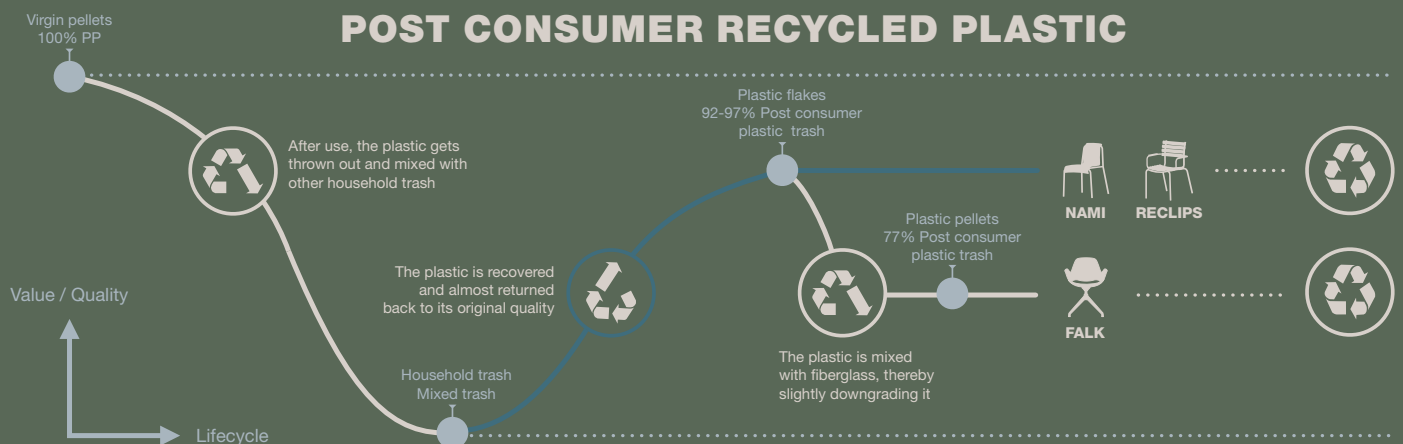 POST CONSUMER RECYCLED PLASTIC
Virgin pellets
100% PP
After use, the plastic gets
thrown out and mixed with
other household trash
Value / Quality
Lifecycle
Household trash
Mixed trash
The plastic is recovered
and almost returned
back to its original quality
Plastic flakes
92-97% Post consumer
plastic trash
The plastic is mixed
with fiberglass, thereby
slightly downgrading it
Plastic pellets
77% Post consumer
plastic trash
NAMI
RECLIPS
FALK